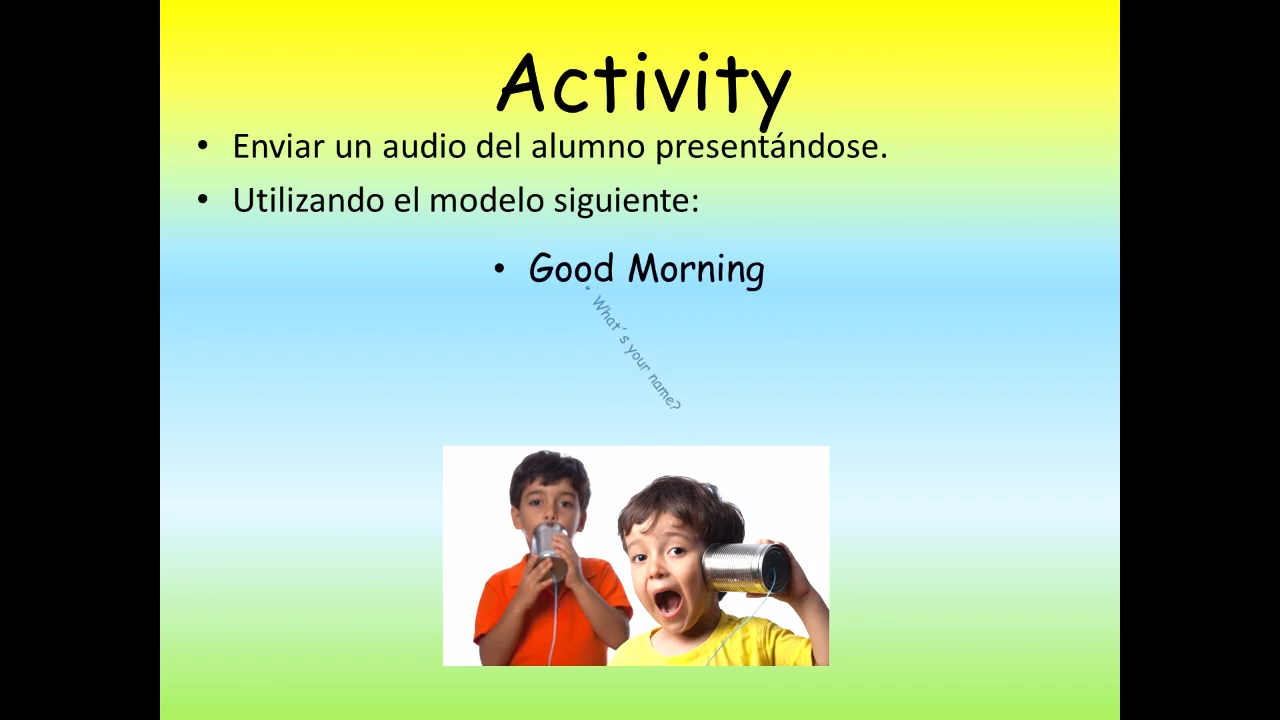 Activity
• Enviar un audio del alumno presentándose.
• Utilizando el modelo siguiente:
• Good Morning
• What´s your name?